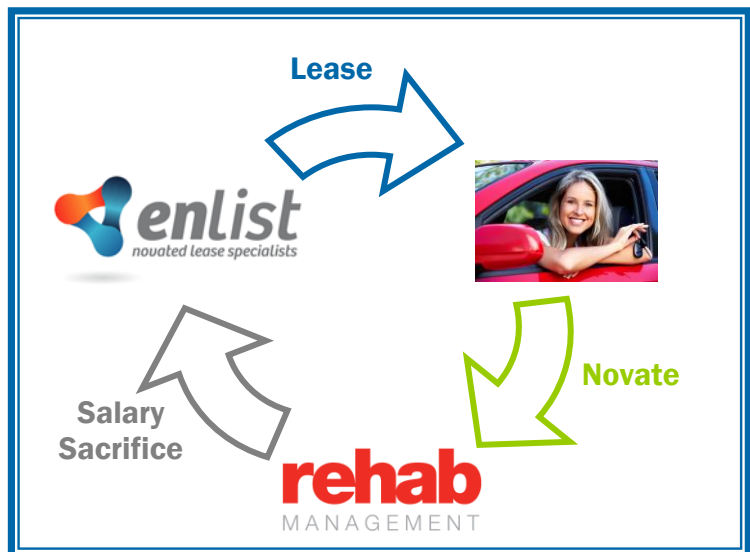 Lease
enlist
novated lease specialists
Novate
Salary
Sacrifice
rehab
MANAGEMENT